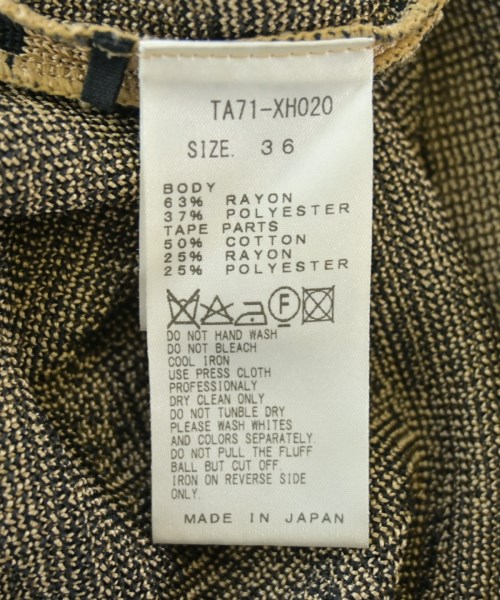 TA71-XH020
SIZE. 36
BODY
63% RAYON
37% POLYESTER
TAPE PARTS
50% COTTON
25% RAYON
25% POLYESTER
F
DO NOT HAND WASH
DO NOT BLEACH
COOL IRON
USE PRESS CLOTH
PROFESSIONALY
DRY CLEAN ONLY
DO NOT TUNBLE DRY
PLEASE WASH WHITES
AND COLORS SEPARATELY.
DO NOT PULL THE FLUFF
BALL BUT CUT OFF.
IRON ON REVERSE SIDE
ONLY.
MADE IN JAPAN